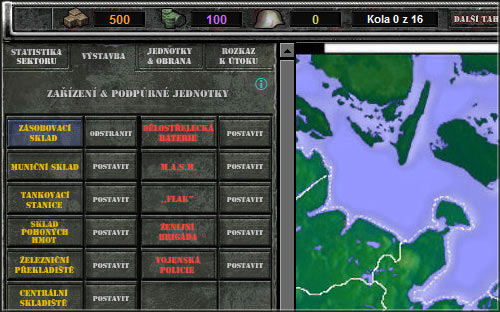 500 100 0 Kola 0 z 16 DALŠÍ TAH
STATISTIKA
SEKTORU
VÝSTAVBA
JEDNOTKY
& OBRANA
ROZKAZ
K ÚTOKU
ZAŘÍZENÍ & PODPŮRNÉ JEDNOTKY
ZÁSOBOVACÍ
SKLAD
ODSTRANIT
DĚLOSTŘELECKÁ
BATERIE
POSTAVIT
MUNIČNÍ SKLAD
POSTAVIT
M.A.S.H.
POSTAVIT
TANKOVACÍ
STANICE
POSTAVIT
„FLAK"
POSTAVIT
SKLAD
POHONÝCH
HMOT
POSTAVIT
ŽENIJNÍ
BRIGÁDA
POSTAVIT
ŽELEZNIČNÍ
PŘEKLADIŠTĚ
POSTAVIT
VOJENSKÁ
POLICIE
POSTAVIT
CENTRÁLNÍ
SKLADIŠTĚ
POSTAVIT